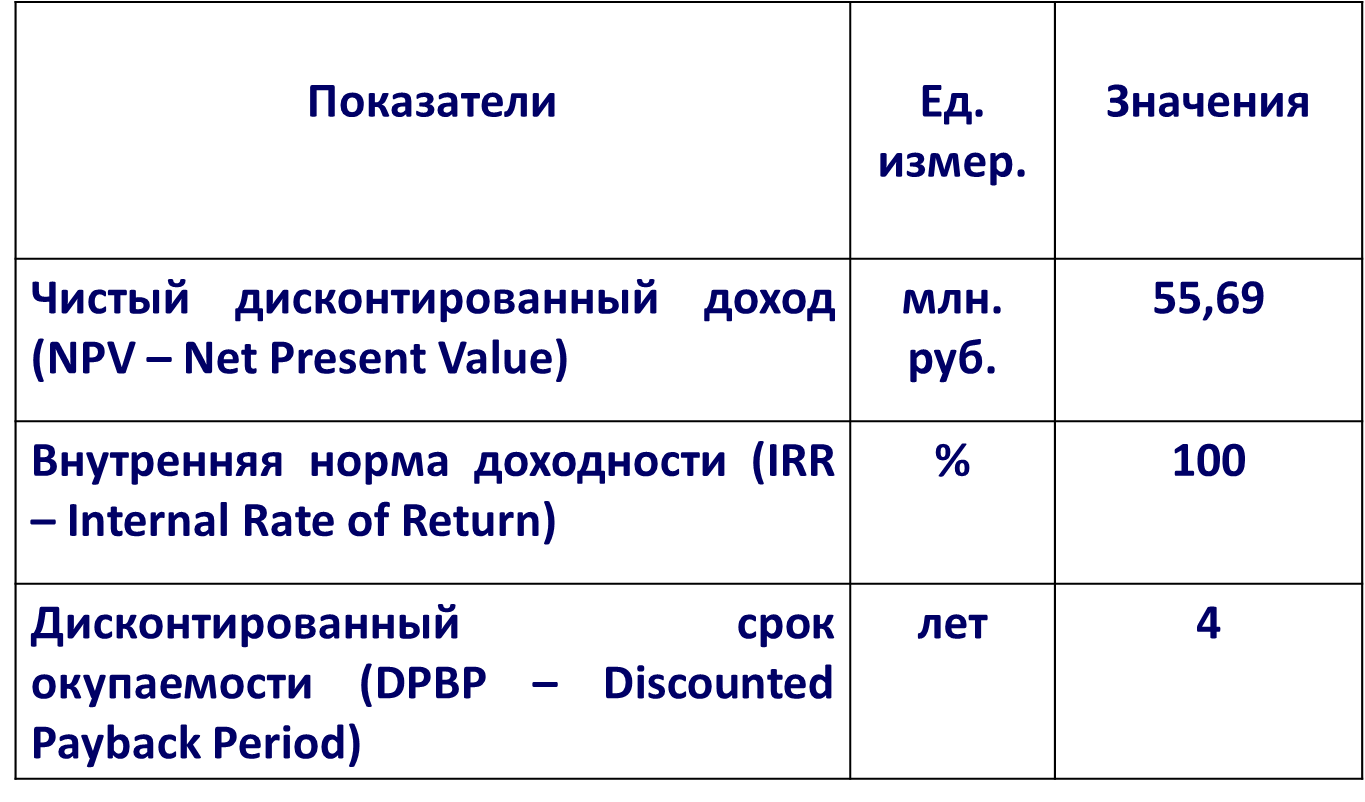 Показатели
Ед.
измер.
Значения
Чистый дисконтированный доход
(NPV – Net Present Value)
млн.
руб.
55,69
Внутренняя норма доходности (IRR
– Internal Rate of Return)
%
100
Дисконтированный срок
окупаемости (DPBP – Discounted
Payback Period)
лет
4